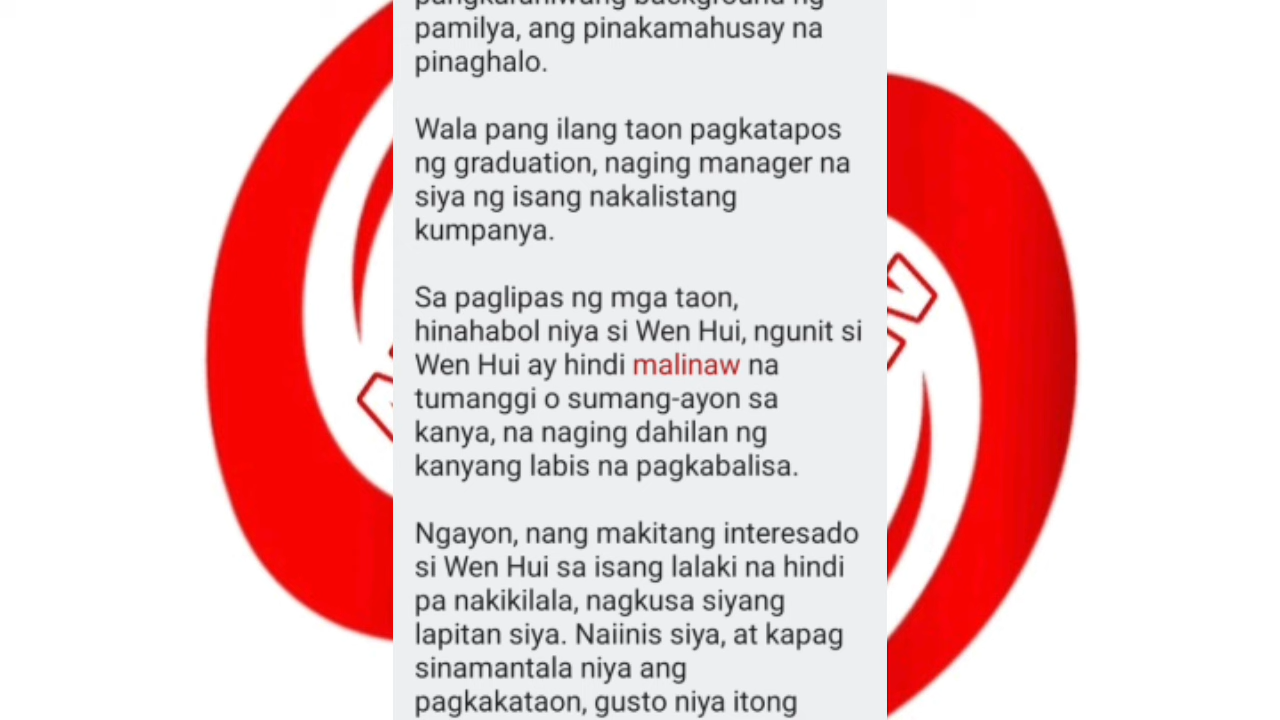 pangkaraniwang background ng
pamilya, ang pinakamahusay na
pinaghalo.
Wala pang ilang taon pagkatapos
ng graduation, naging manager na
siya ng isang nakalistang
kumpanya.
Sa paglipas ng mga taon,
hinahabol niya si Wen Hui, ngunit si
Wen Hui ay hindi malinaw na
tumanggi o sumang-ayon sa
kanya, na naging dahilan ng
kanyang labis na pagkabalisa.
Ngayon, nang makitang interesado
si Wen Hui sa isang lalaki na hindi
pa nakikilala, nagkusa siyang
lapitan siya. Naiinis siya, at kapag
sinamantala niya ang
pagkakataon, gusto niya itong